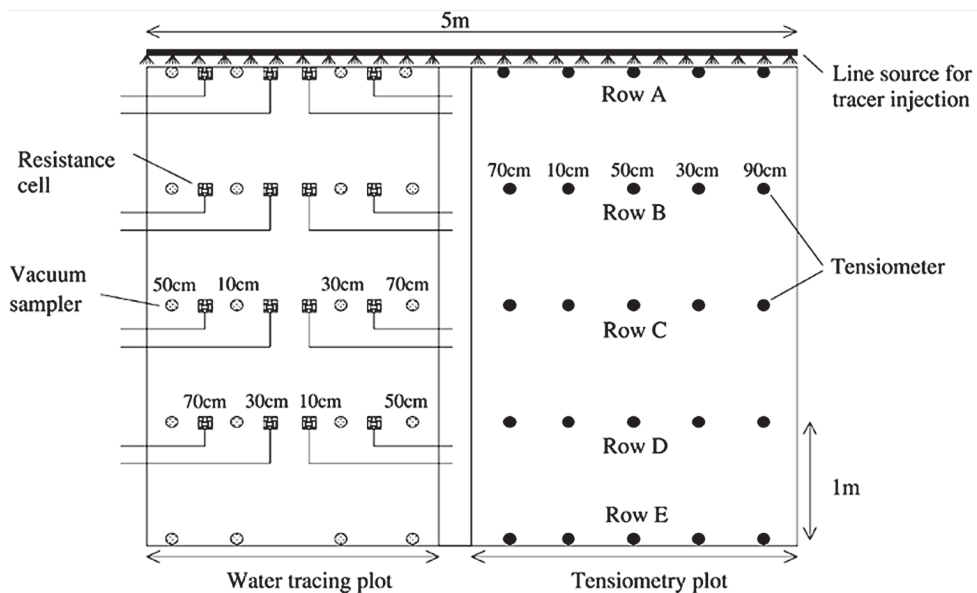 5m
Line source for
tracer injection
Row A
Resistance
cell
70cm 10cm 50cm 30cm 90cm
Row B
Vacuum
sampler
50cm 10cm 30cm 70cm
Tensiometer
Row C
70cm 30cm 10cm 50cm
Row D
1m
Row E
Water tracing plot
Tensiometry plot